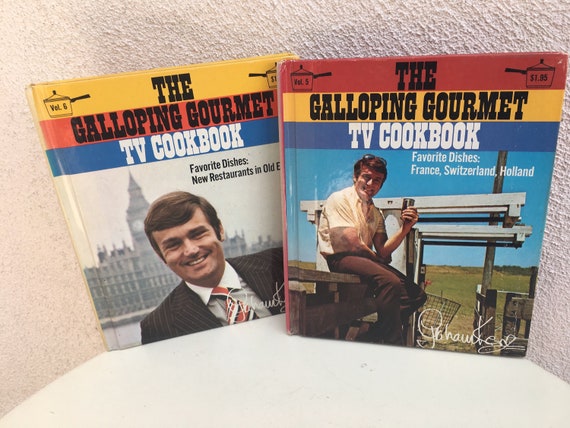 Vol. 6
THE
GALLOPING GOURMET
TV COOKBOOK
Favorite Dishes:
New Restaurants in Old E
Vol. 5
$1.95
THE
GALLOPING GOURMET
TV COOKBOOK
Favorite Dishes:
France, Switzerland, Holland